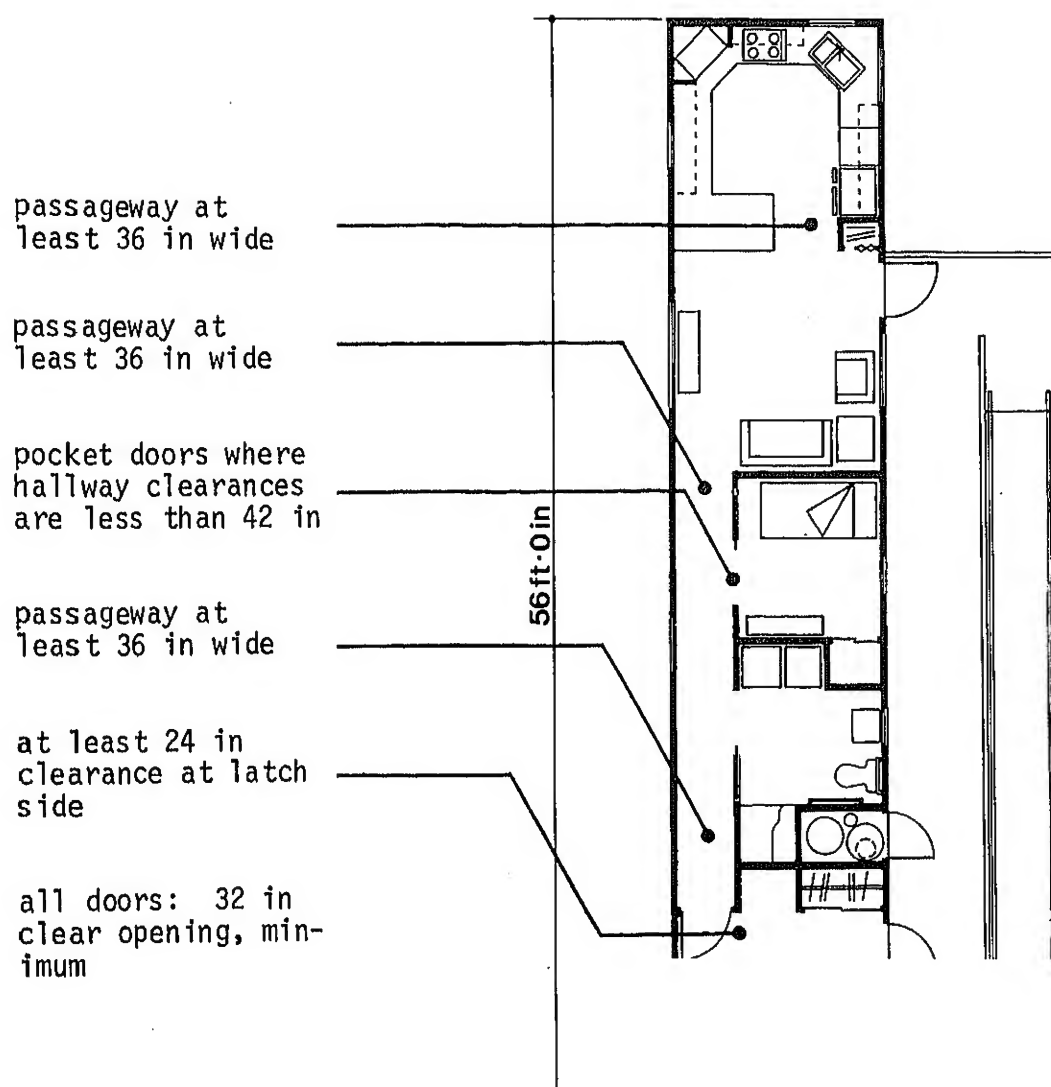 passageway at
least 36 in wide
passageway at
least 36 in wide
pocket doors where
hallway clearances
are less than 42 in
56ft·0in
passageway at
least 36 in wide
at least 24 in
clearance at latch
side
all doors: 32 in
clear opening, min-
imum